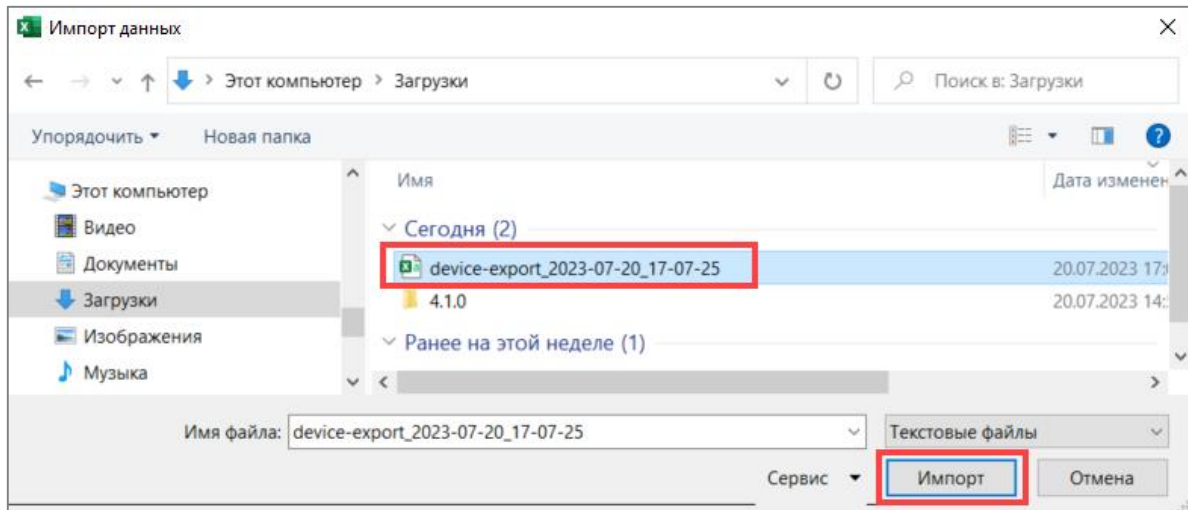 Импорт данных
Этот компьютер > Загрузки
Поиск в: Загрузки
Упорядочить
Новая папка
Имя
Дата изменен
Этот компьютер
Видео
Документы
Загрузки
Изображения
Музыка
Сегодня (2)
device-export_2023-07-20_17-07-25
20.07.2023 17:
4.1.0
20.07.2023 14:
Ранее на этой неделе (1)
Имя файла: device-export_2023-07-20_17-07-25
Текстовые файлы
Сервис
Импорт
Отмена